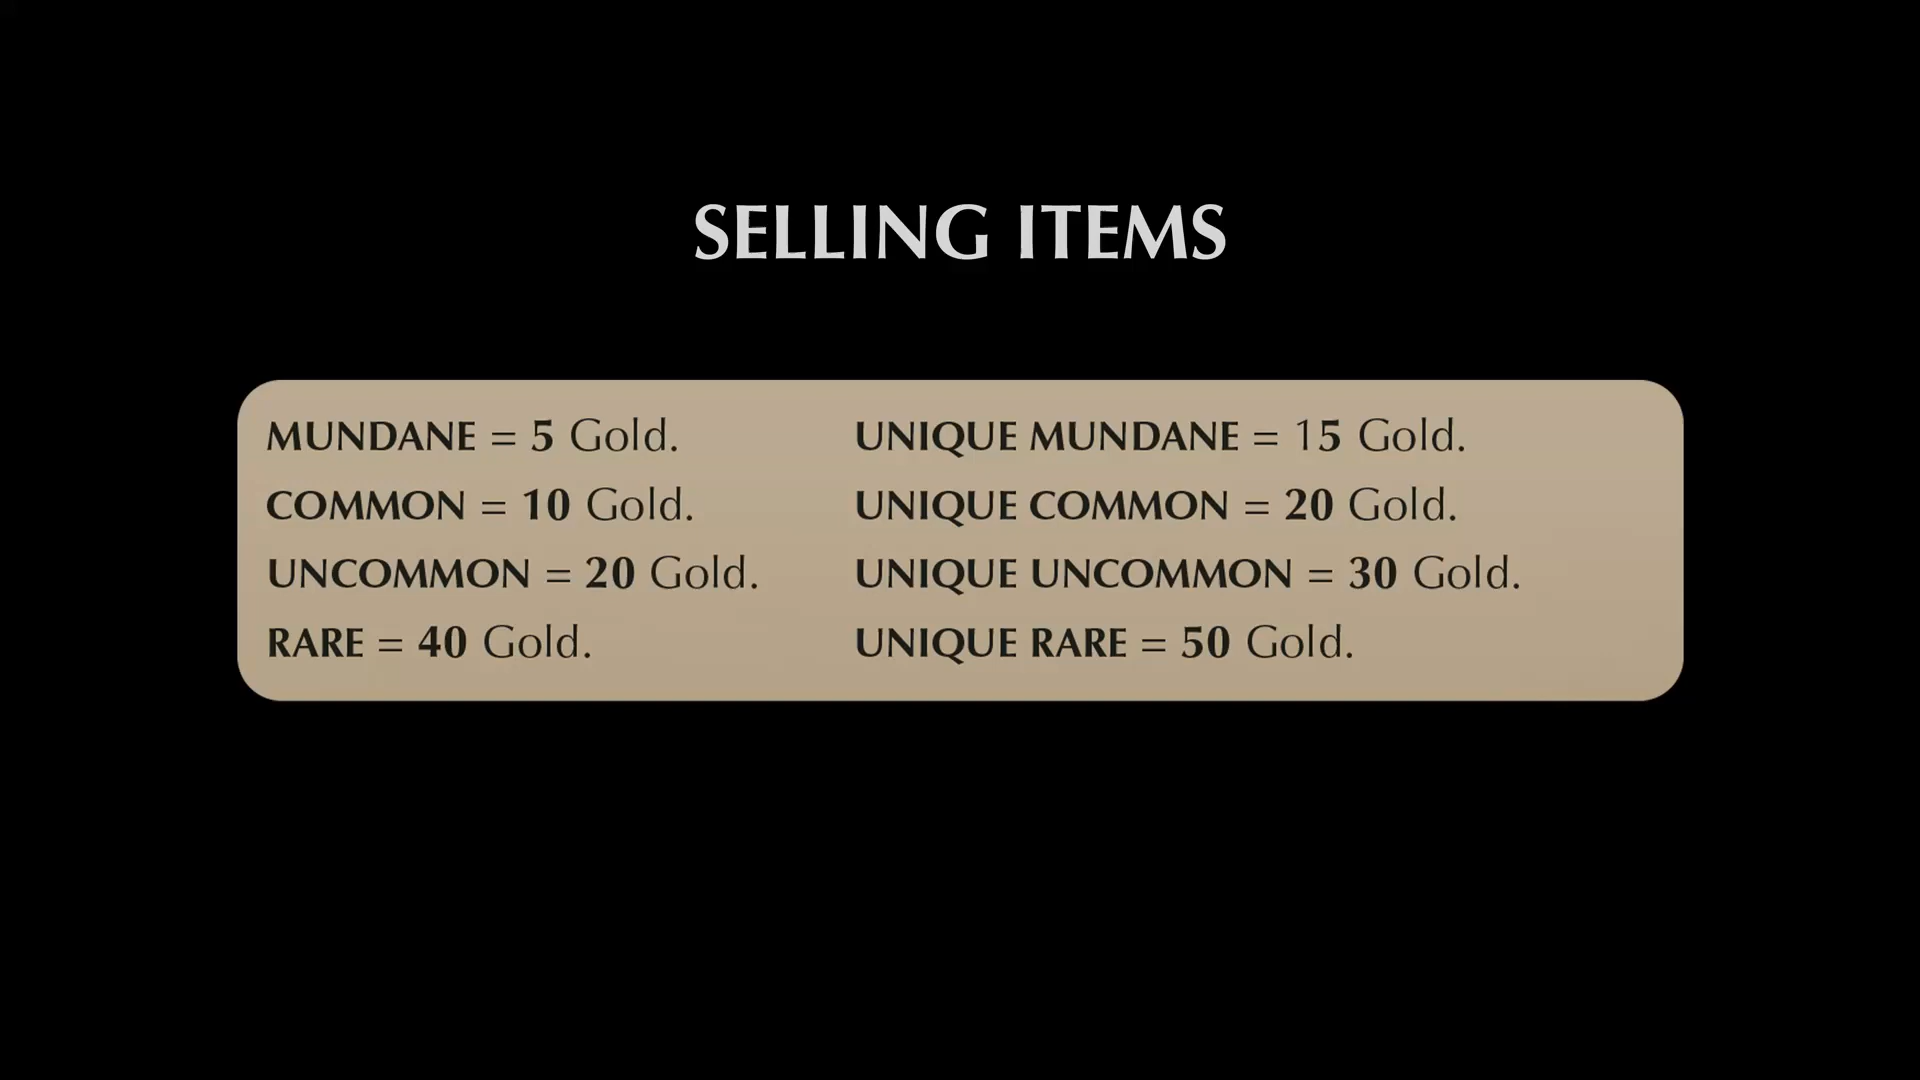 SELLING ITEMS
MUNDANE = 5 Gold.
COMMON = 10 Gold.
UNCOMMON = 20 Gold.
RARE = 40 Gold.
UNIQUE MUNDANE = 15 Gold.
UNIQUE COMMON = 20 Gold.
UNIQUE UNCOMMON = 30 Gold.
UNIQUE RARE = 50 Gold.